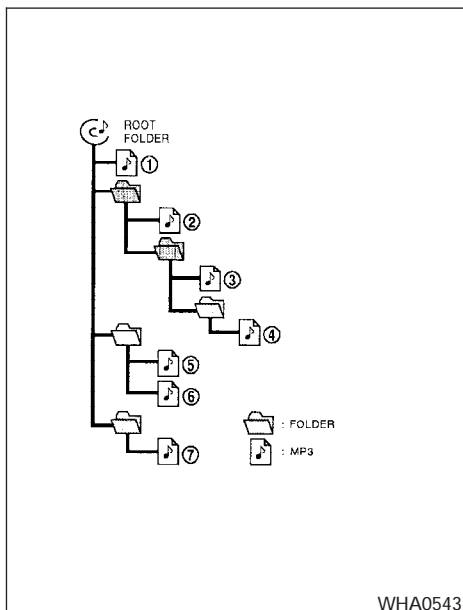 ROOT
FOLDER
①
②
③
④
⑤
⑥
: FOLDER
⑦
: MP3
WHA0543